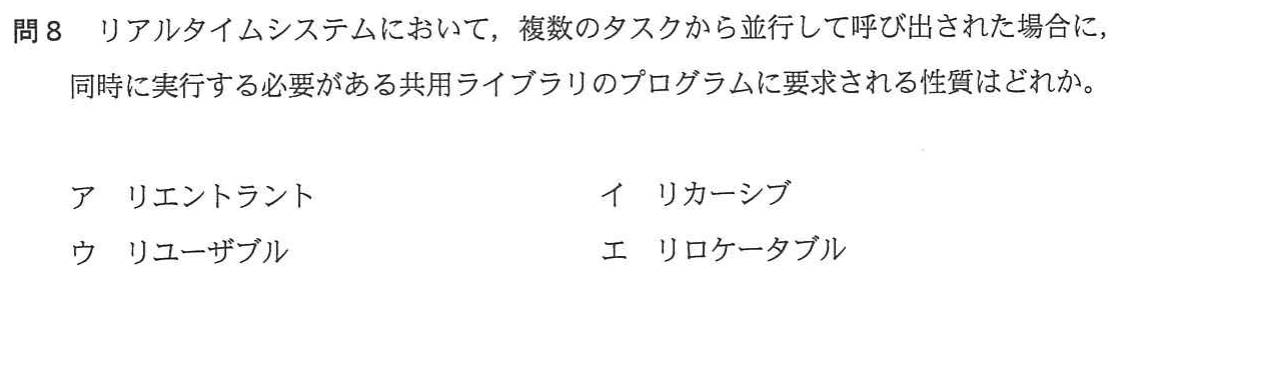 問8　リアルタイムシステムにおいて，複数のタスクから並行して呼び出された場合に，
同時に実行する必要がある共用ライブラリのプログラムに要求される性質はどれか。
ア　リエントラント　イ　リカーシブ
ウ　リユーザブル　エ　リロケータブル